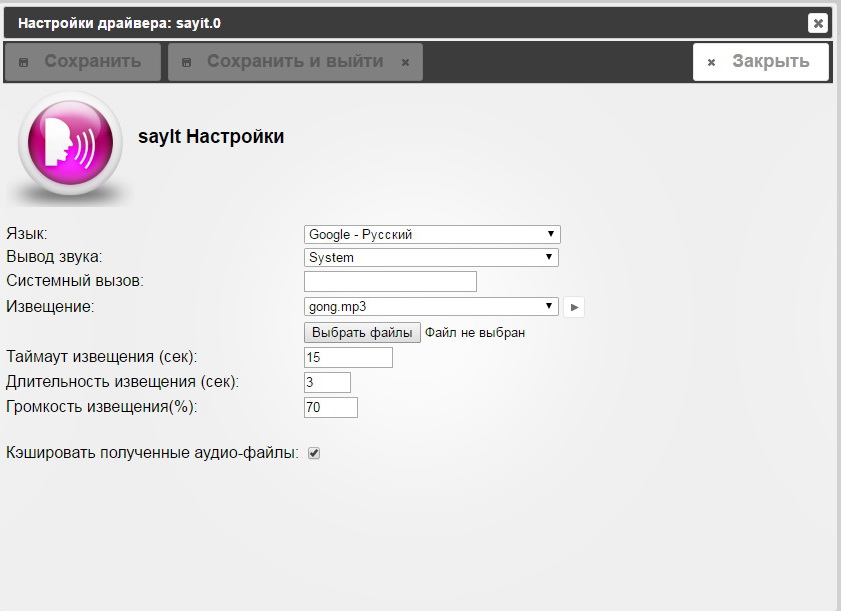 Настройки драйвера: sayit.0
Сохранить Сохранить и выйти Закрыть
sayIt Настройки
Язык: Google - Русский
Вывод звука: System
Системный вызов:
Извещение: gong.mp3
Выбрать файлы Файл не выбран
Таймаут извещения (сек): 15
Длительность извещения (сек): 3
Громкость извещения(%): 70
Кэшировать полученные аудио-файлы: